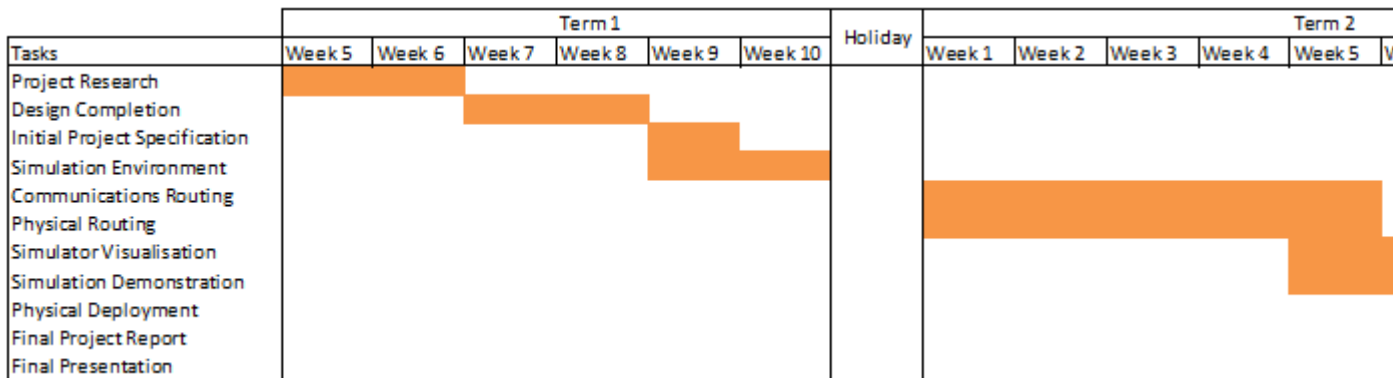 Term 1 Holiday Term 2
Tasks Week 5 Week 6 Week 7 Week 8 Week 9 Week 10 Week 1 Week 2 Week 3 Week 4 Week 5 W
Project Research
Design Completion
Initial Project Specification
Simulation Environment
Communications Routing
Physical Routing
Simulator Visualisation
Simulation Demonstration
Physical Deployment
Final Project Report
Final Presentation